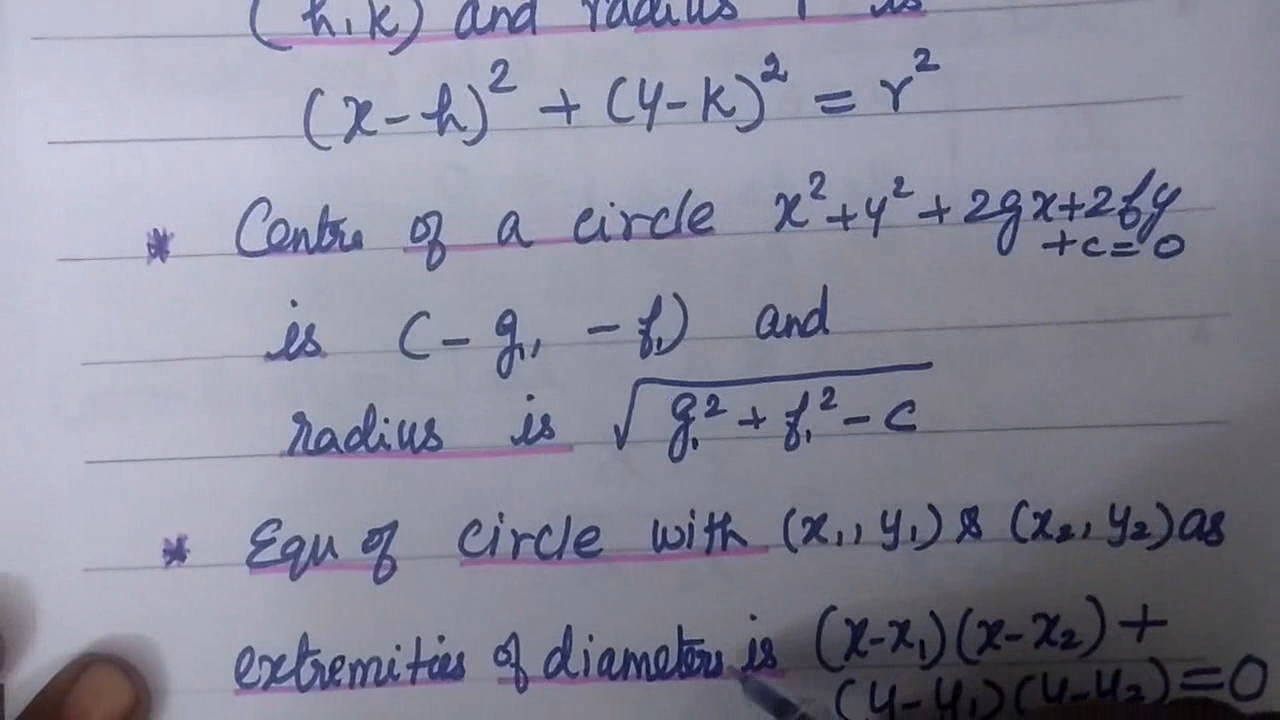 (h, k) and radius r is
(x-h)² + (y-k)² = r²
* Centre of a circle x²+y²+2gx+2fy
+c=0
is (-g, -f) and
radius is √g²+f²-c
* Equ of circle with (x₁, y₁) & (x₂, y₂) as
extremities of diameters is (x-x₁)(x-x₂)+
(y-y₁)(y-y₂)=0